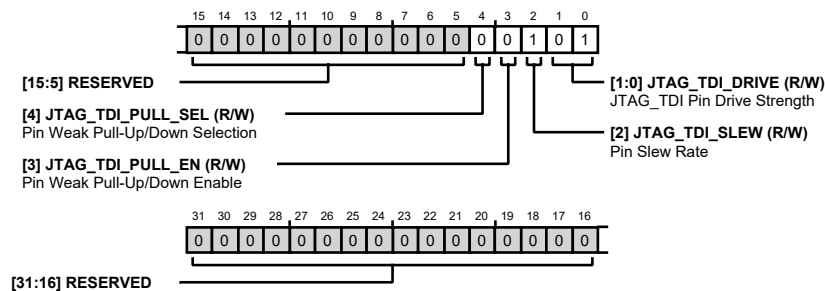 15 14 13 12 11 10 9 8 7 6 5 4 3 2 1 0
0 0 0 0 0 0 0 0 0 0 0 0 0 1 0 1
[15:5] RESERVED
[4] JTAG_TDI_PULL_SEL (R/W)
Pin Weak Pull-Up/Down Selection
[3] JTAG_TDI_PULL_EN (R/W)
Pin Weak Pull-Up/Down Enable
[1:0] JTAG_TDI_DRIVE (R/W)
JTAG_TDI Pin Drive Strength
[2] JTAG_TDI_SLEW (R/W)
Pin Slew Rate
31 30 29 28 27 26 25 24 23 22 21 20 19 18 17 16
0 0 0 0 0 0 0 0 0 0 0 0 0 0 0 0
[31:16] RESERVED